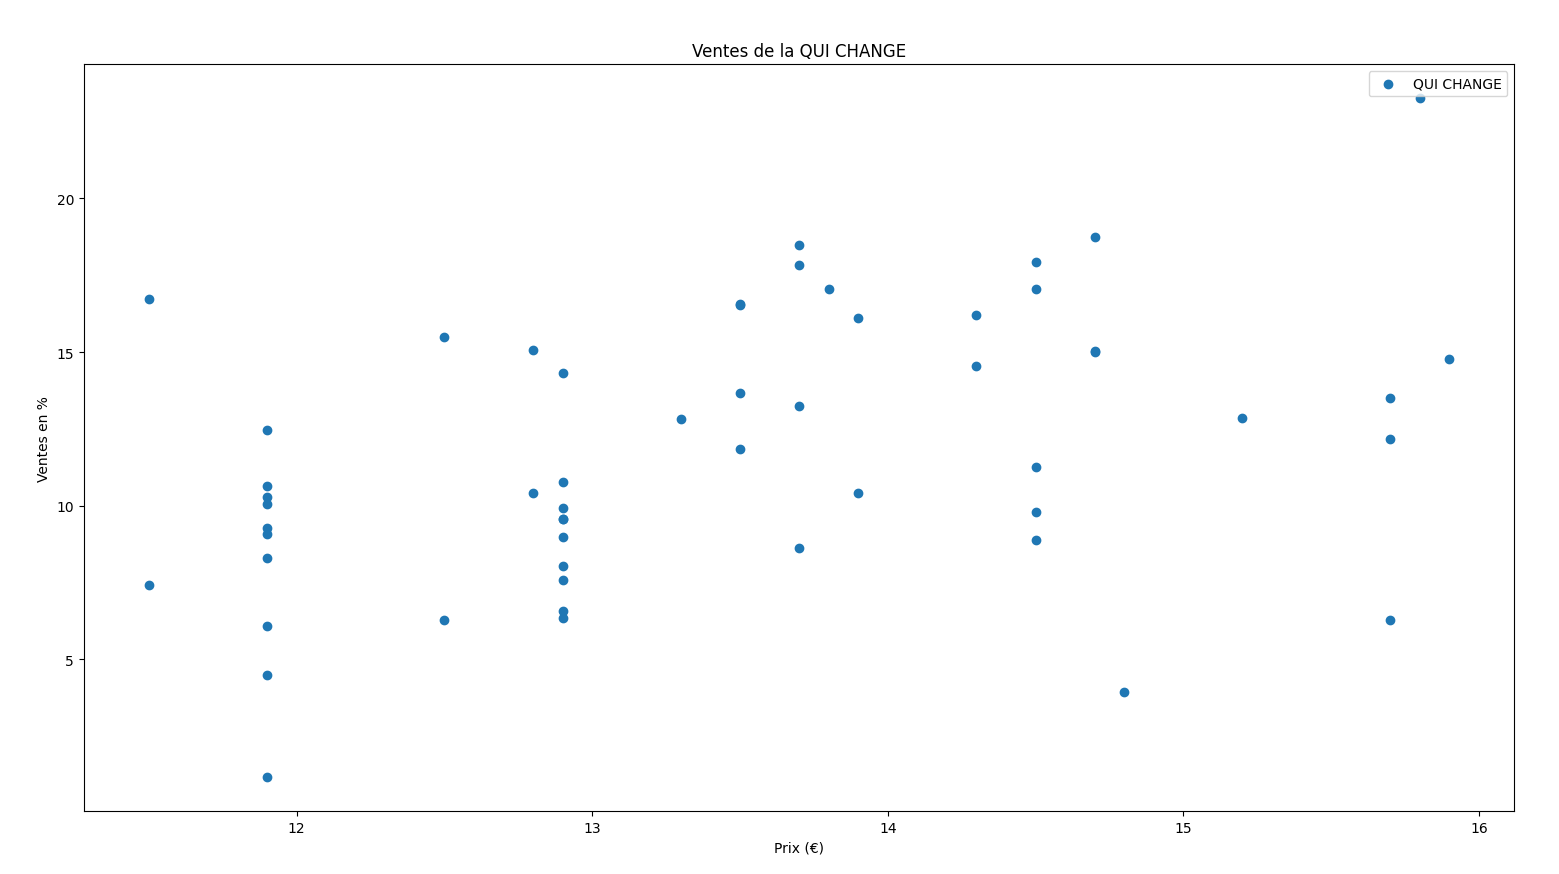 Ventes de la QUI CHANGE
QUI CHANGE
Ventes en %
20
15
10
5
12
13
14
15
16
Prix (€)